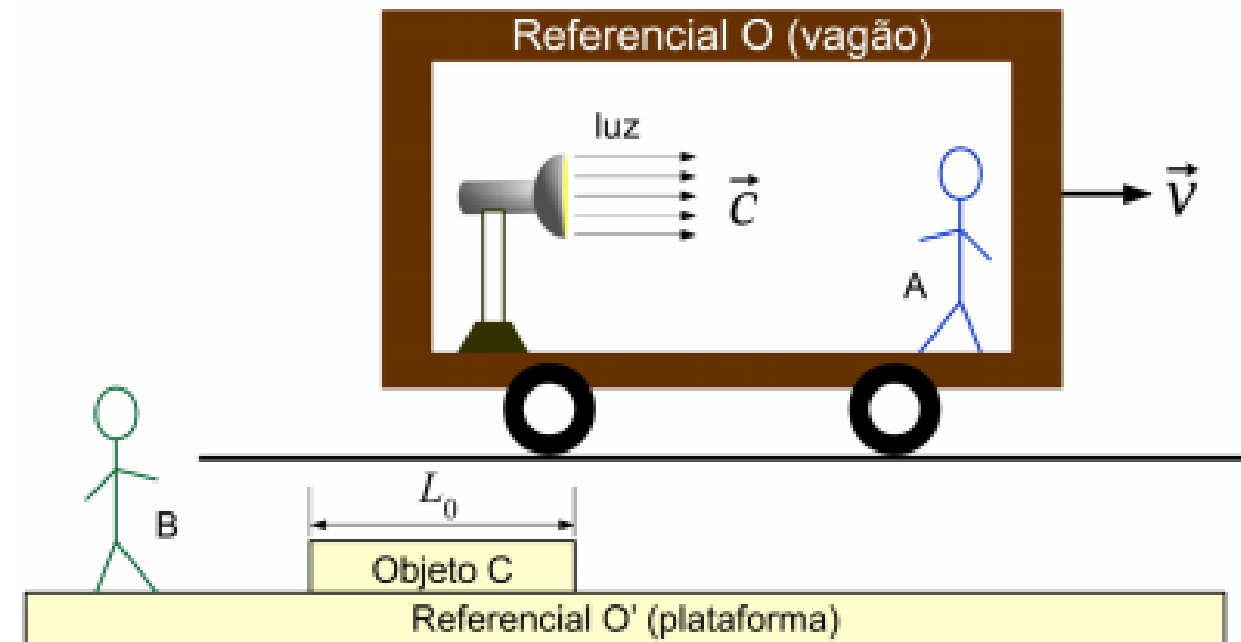 Referencial O (vagão)
luz
C
V
A
B
L0
Objeto C
Referencial O' (plataforma)